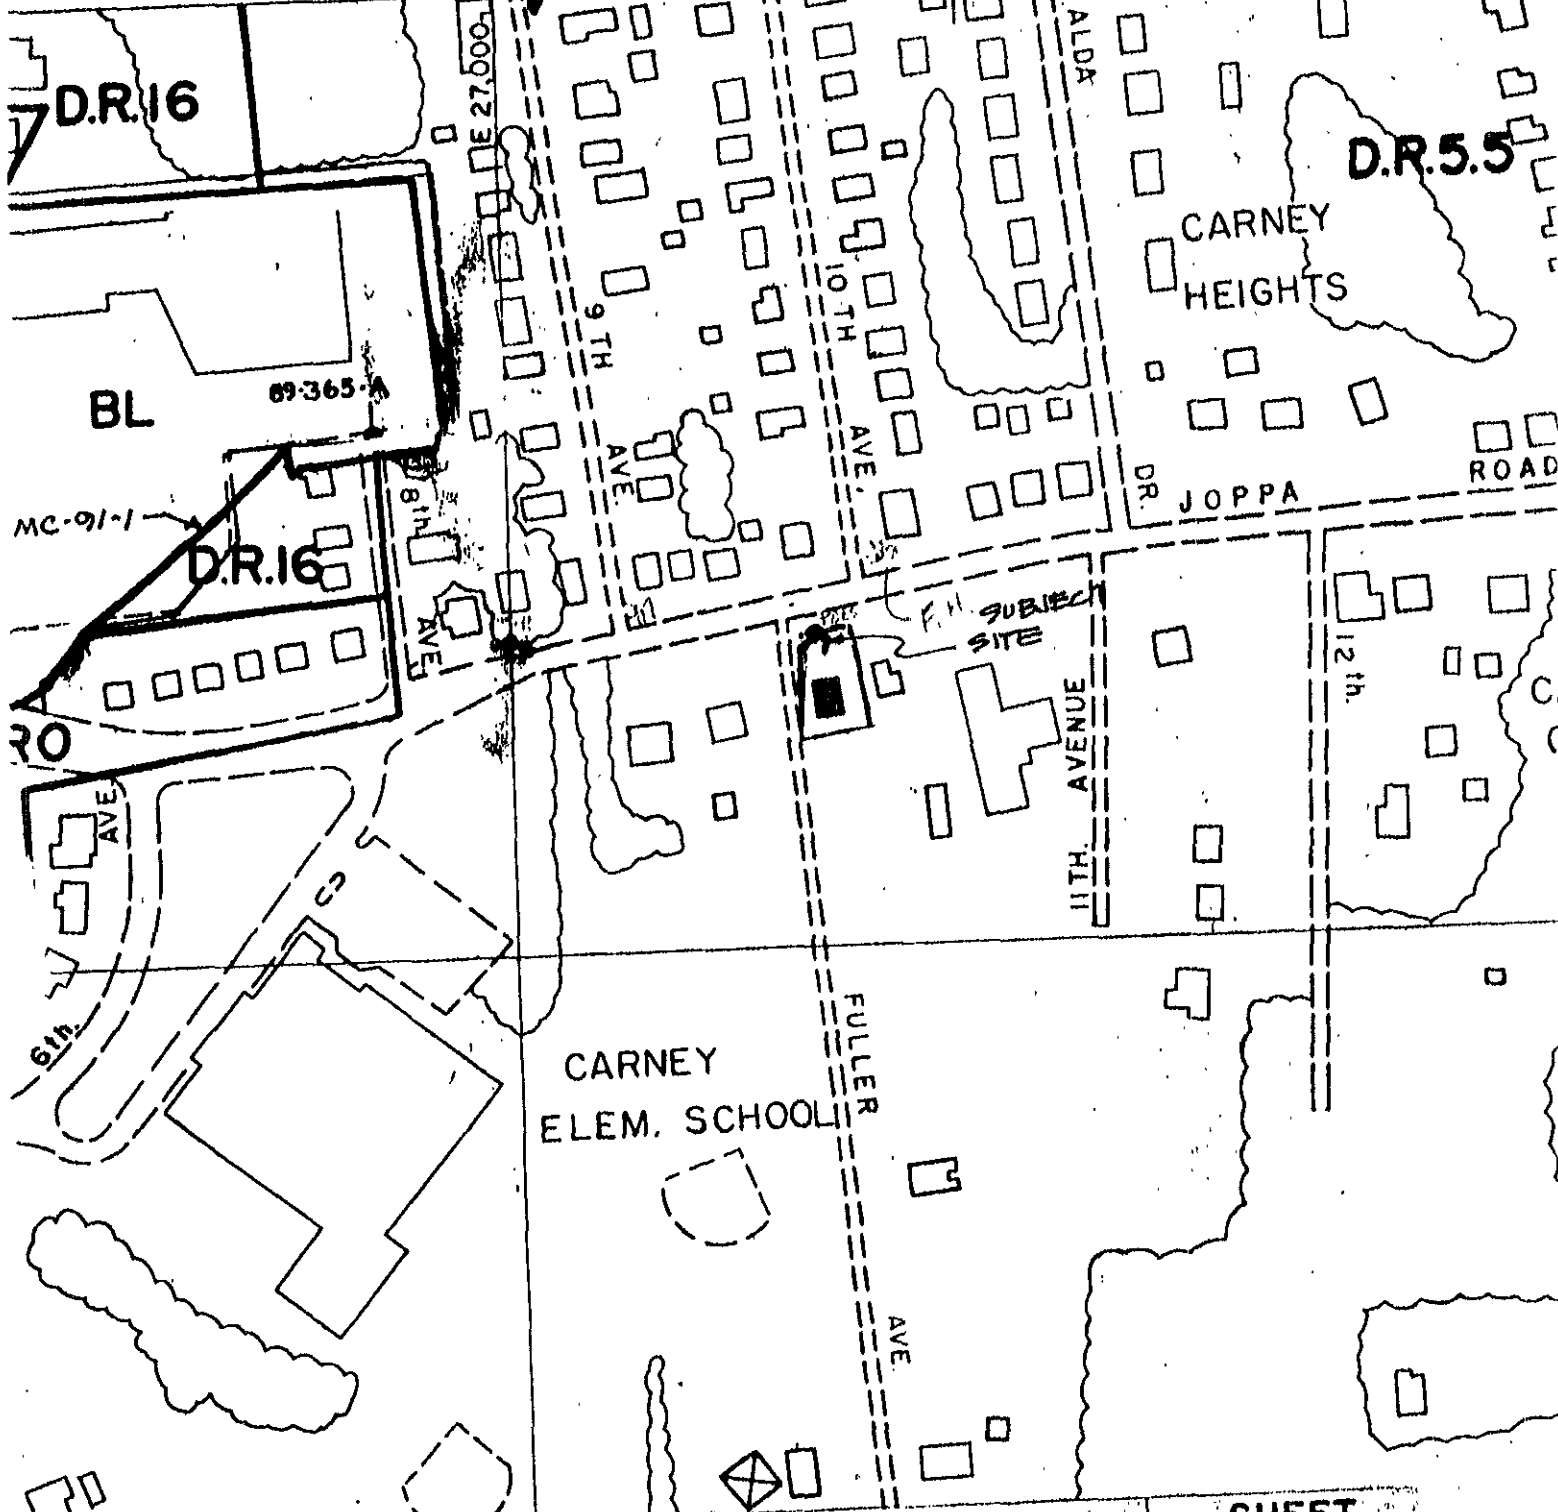 D.R.16
E 27,000
ALDA
D.R.5.5
CARNEY
HEIGHTS
9 TH
10 TH
BL
89-365-A
AVE.
AVE.
DR.
JOPPA
ROAD
8th
MC-91-1
D.R.16
F.H.
SUBJECT
SITE
AVE.
12 th.
RO
AVE.
11TH. AVENUE
6th.
FULLER
CARNEY
ELEM. SCHOOL
AVE.
SHEET